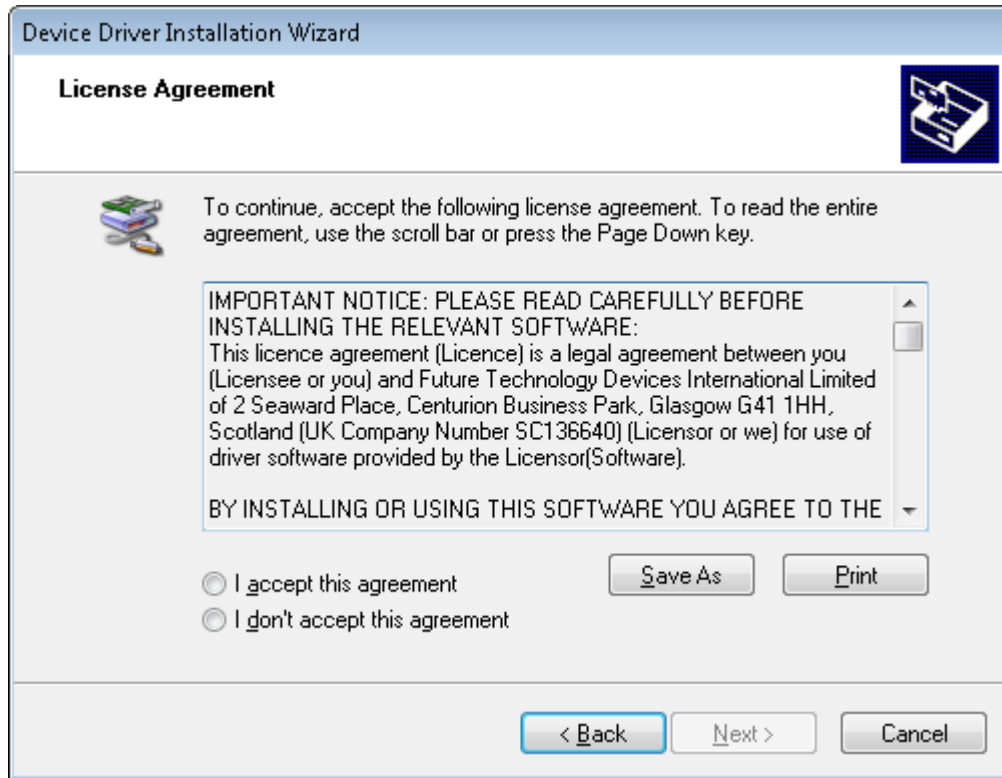 Device Driver Installation Wizard
License Agreement
To continue, accept the following license agreement. To read the entire
agreement, use the scroll bar or press the Page Down key.
IMPORTANT NOTICE: PLEASE READ CAREFULLY BEFORE
INSTALLING THE RELEVANT SOFTWARE:
This licence agreement (Licence) is a legal agreement between you
(Licensee or you) and Future Technology Devices International Limited
of 2 Seaward Place, Centurion Business Park, Glasgow G41 1HH,
Scotland (UK Company Number SC136640) (Licensor or we) for use of
driver software provided by the Licensor(Software).
BY INSTALLING OR USING THIS SOFTWARE YOU AGREE TO THE
I accept this agreement
Save As
Print
I don't accept this agreement
< Back
Next >
Cancel